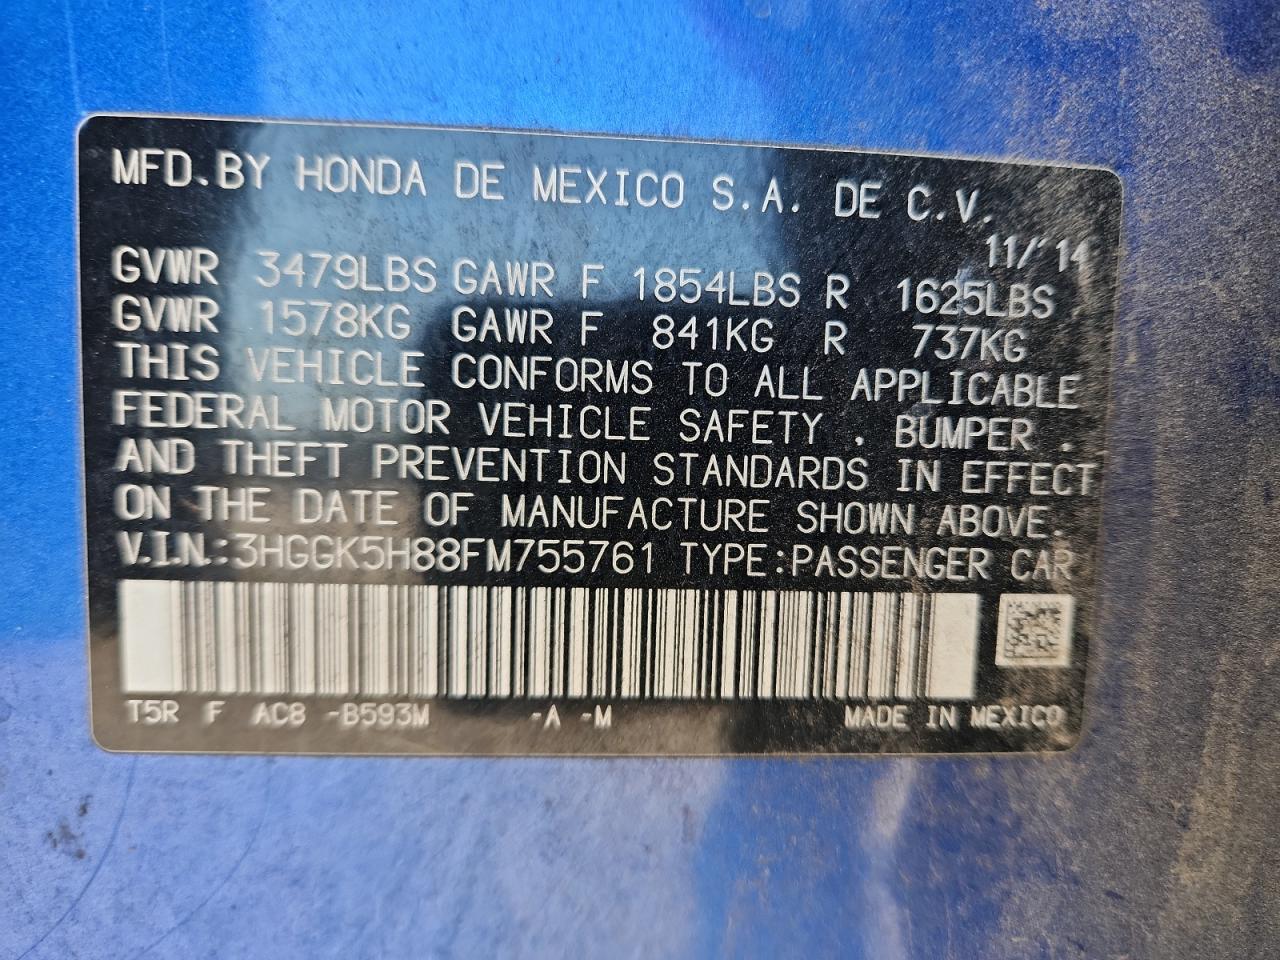 MFD.BY HONDA DE MEXICO S.A. DE C.V.
11/'14
GVWR 3479LBS GAWR F 1854LBS R 1625LBS
GVWR 1578KG GAWR F 841KG R 737KG
THIS VEHICLE CONFORMS TO ALL APPLICABLE
FEDERAL MOTOR VEHICLE SAFETY , BUMPER ,
AND THEFT PREVENTION STANDARDS IN EFFECT
ON THE DATE OF MANUFACTURE SHOWN ABOVE.
V.I.N.:3HGGK5H88FM755761 TYPE:PASSENGER CAR
T5R F AC8 -B593M -A -M MADE IN MEXICO